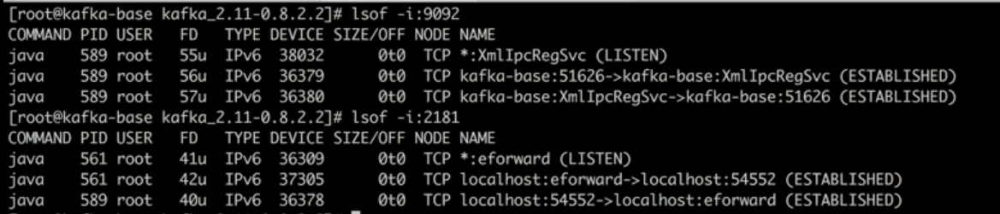 [root@kafka-base kafka_2.11-0.8.2.2]# lsof -i:9092
COMMAND PID USER   FD   TYPE DEVICE SIZE/OFF NODE NAME
java    589 root   55u  IPv6  38032      0t0  TCP *:XmlIpcRegSvc (LISTEN)
java    589 root   56u  IPv6  36379      0t0  TCP kafka-base:51626->kafka-base:XmlIpcRegSvc (ESTABLISHED)
java    589 root   57u  IPv6  36380      0t0  TCP kafka-base:XmlIpcRegSvc->kafka-base:51626 (ESTABLISHED)
[root@kafka-base kafka_2.11-0.8.2.2]# lsof -i:2181
COMMAND PID USER   FD   TYPE DEVICE SIZE/OFF NODE NAME
java    561 root   41u  IPv6  36309      0t0  TCP *:eforward (LISTEN)
java    561 root   42u  IPv6  37305      0t0  TCP localhost:eforward->localhost:54552 (ESTABLISHED)
java    589 root   40u  IPv6  36378      0t0  TCP localhost:54552->localhost:eforward (ESTABLISHED)